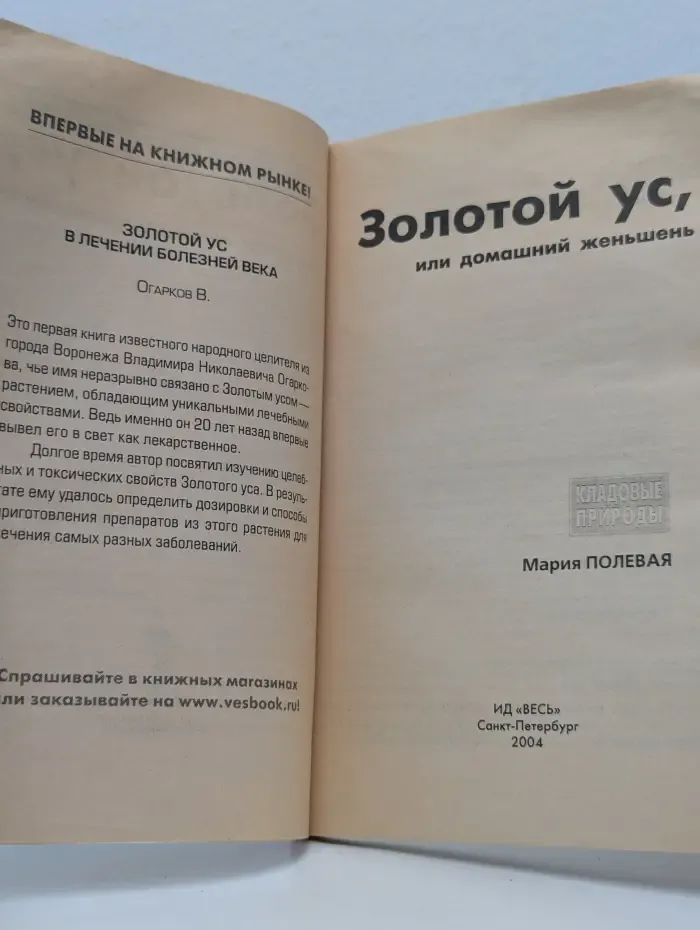 ВПЕРВЫЕ НА КНИЖНОМ РЫНКЕ!
ЗОЛОТОЙ УС
В ЛЕЧЕНИИ БОЛЕЗНЕЙ ВЕКА
ОГАРКОВ В.
Это первая книга известного народного целителя из
города Воронежа Владимира Николаевича Огарко-
ва, чье имя неразрывно связано с Золотым усом—
растением, обладающим уникальными лечебными
свойствами. Ведь именно он 20 лет назад впервые
вывел его в свет как лекарственное.
Долгое время автор посвятил изучению целеб-
ных и токсических свойств Золотого уса. В резуль-
тате ему удалось определить дозировки и способы
приготовления препаратов из этого растения для
лечения самых разных заболеваний.
Спрашивайте в книжных магазинах
или заказывайте на www.vesbook.ru!
Золотой ус,
или домашний женьшень
КЛАДОВЫЕ
ПРИРОДЫ
Мария ПОЛЕВАЯ
ИД «ВЕСЬ»
Санкт-Петербург
2004